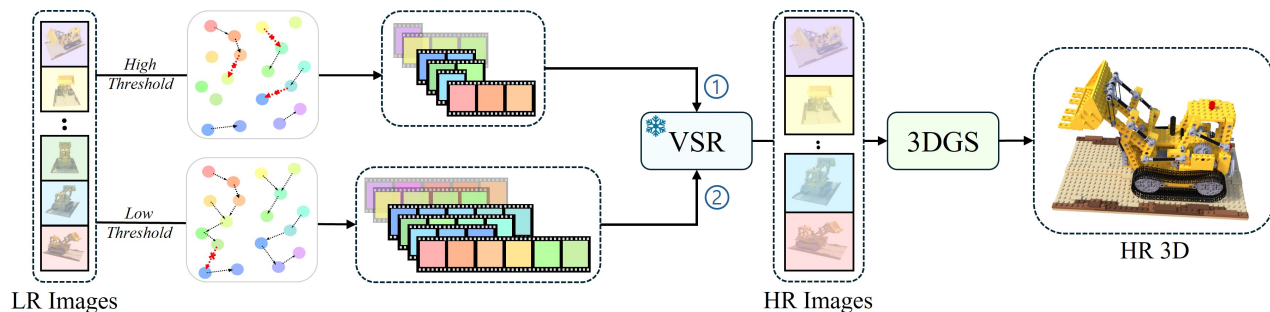 High
Threshold
Low
Threshold
LR Images
①
VSR
②
HR Images
3DGS
HR 3D